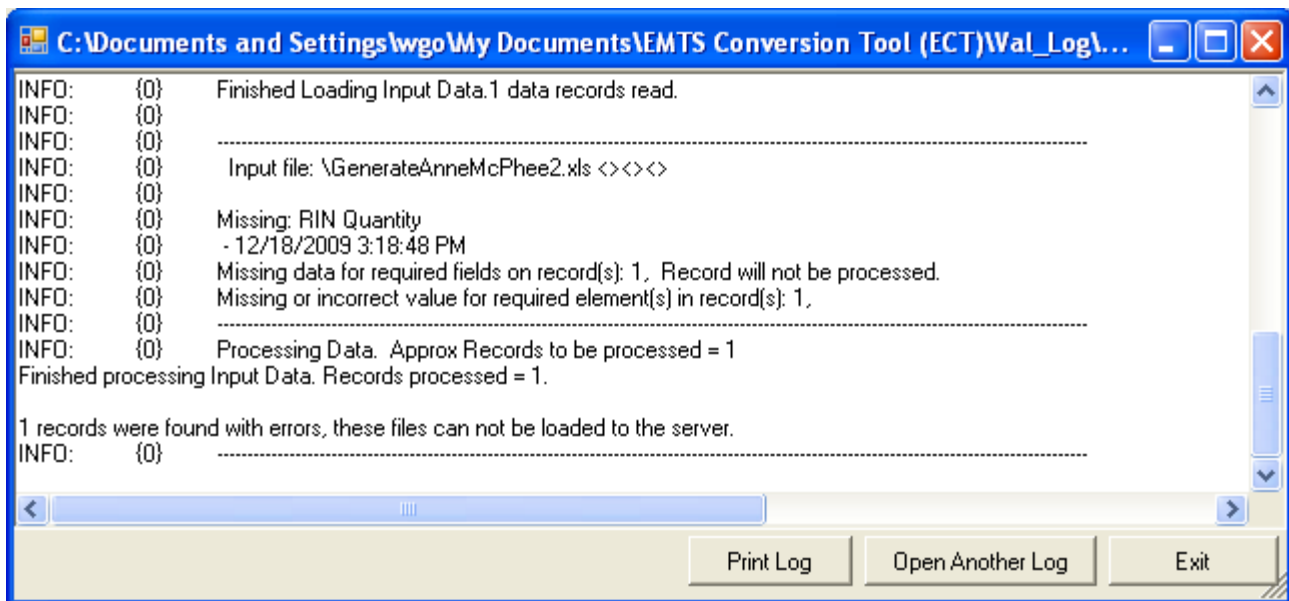 C:\Documents and Settings\wgo\My Documents\EMTS Conversion Tool (ECT)\Val_Log\...
INFO: {0} Finished Loading Input Data.1 data records read.
INFO: {0}
INFO: {0} ----------------------------------------------------------------------
INFO: {0} Input file: \GenerateAnneMcPhee2.xls <><><>
INFO: {0}
INFO: {0} Missing: RIN Quantity
INFO: {0} - 12/18/2009 3:18:48 PM
INFO: {0} Missing data for required fields on record(s): 1, Record will not be processed.
INFO: {0} Missing or incorrect value for required element(s) in record(s): 1,
INFO: {0} ----------------------------------------------------------------------
INFO: {0} Processing Data. Approx Records to be processed = 1
Finished processing Input Data. Records processed = 1.
1 records were found with errors, these files can not be loaded to the server.
INFO: {0} ----------------------------------------------------------------------
Print Log Open Another Log Exit